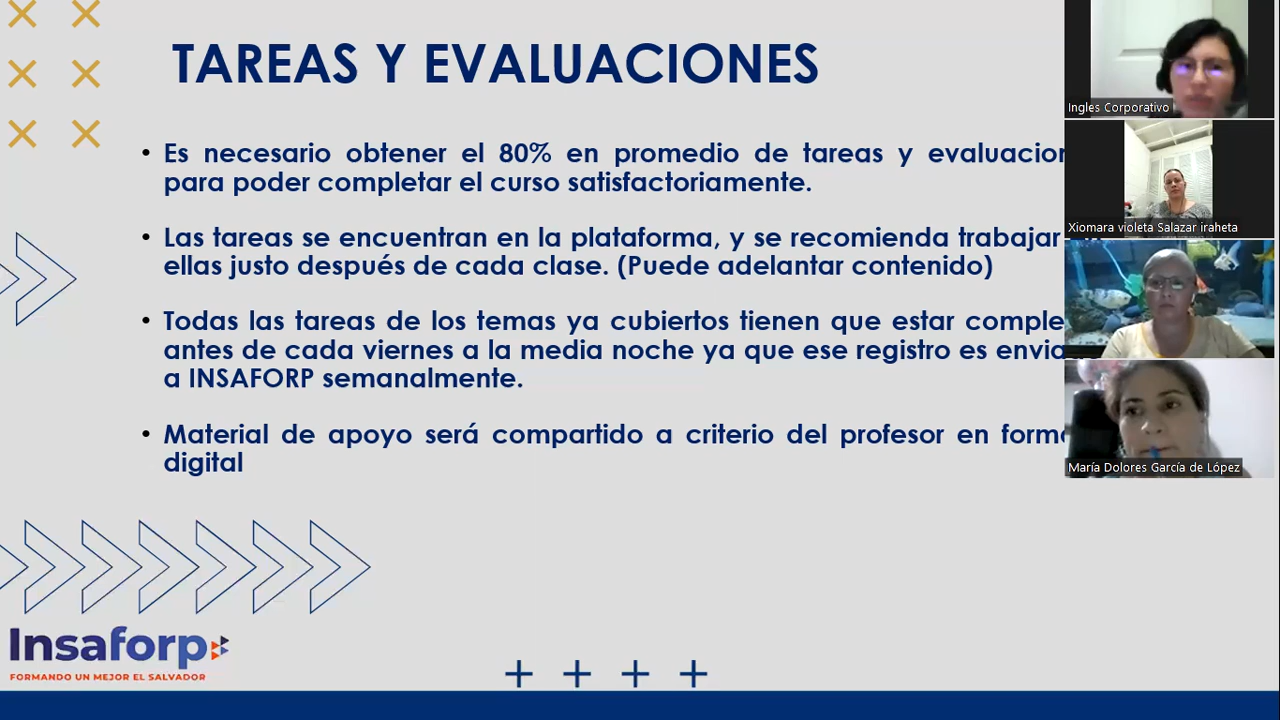 TAREAS Y EVALUACIONES
• Es necesario obtener el 80% en promedio de tareas y
para poder completar el curso satisfactoriamente.
• Las tareas se encuentran en la plataforma, y se recomienda trabajar
ellas justo después de cada clase. (Puede adelantar contenido)
• Todas las tareas de los temas ya cubiertos tienen que estar
antes de cada viernes a la media noche ya que ese registro es
a INSAFORP semanalmente.
• Material de apoyo será compartido a criterio del profesor en
digital
Insaforp
FORMANDO UN MEJOR EL SALVADOR
Ingles Corporativo
Xiomara violeta Salazar iraheta
María Dolores García de López